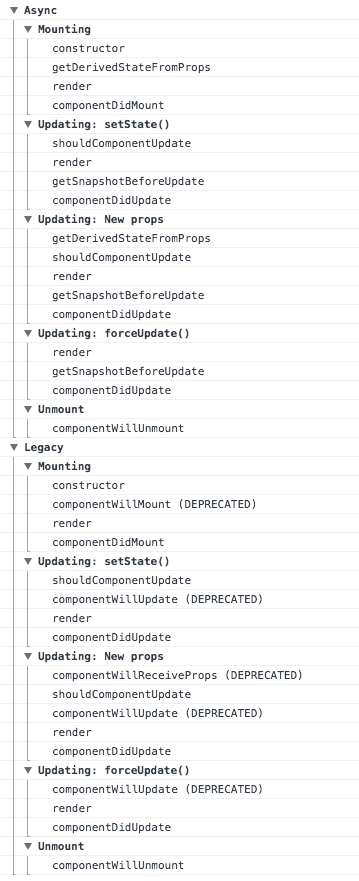 Async
Mounting
constructor
getDerivedStateFromProps
render
componentDidMount
Updating: setState()
shouldComponentUpdate
render
getSnapshotBeforeUpdate
componentDidUpdate
Updating: New props
getDerivedStateFromProps
shouldComponentUpdate
render
getSnapshotBeforeUpdate
componentDidUpdate
Updating: forceUpdate()
render
getSnapshotBeforeUpdate
componentDidUpdate
Unmount
componentWillUnmount
Legacy
Mounting
constructor
componentWillMount (DEPRECATED)
render
componentDidMount
Updating: setState()
shouldComponentUpdate
componentWillUpdate (DEPRECATED)
render
componentDidUpdate
Updating: New props
componentWillReceiveProps (DEPRECATED)
shouldComponentUpdate
componentWillUpdate (DEPRECATED)
render
componentDidUpdate
Updating: forceUpdate()
componentWillUpdate (DEPRECATED)
render
componentDidUpdate
Unmount
componentWillUnmount